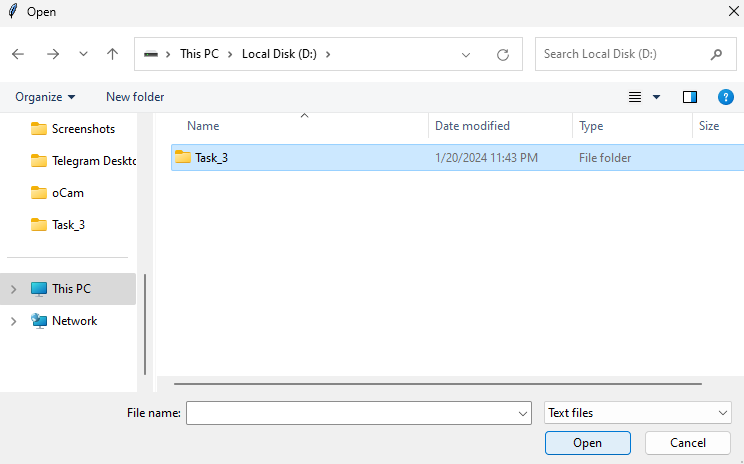 Open
This PC Local Disk (D:) Search Local Disk (D:)
Organize New folder
Name Date modified Type Size
Screenshots
Telegram Deskto
oCam
Task_3
This PC
Network
Task_3 1/20/2024 11:43 PM File folder
File name: Text files
Open Cancel